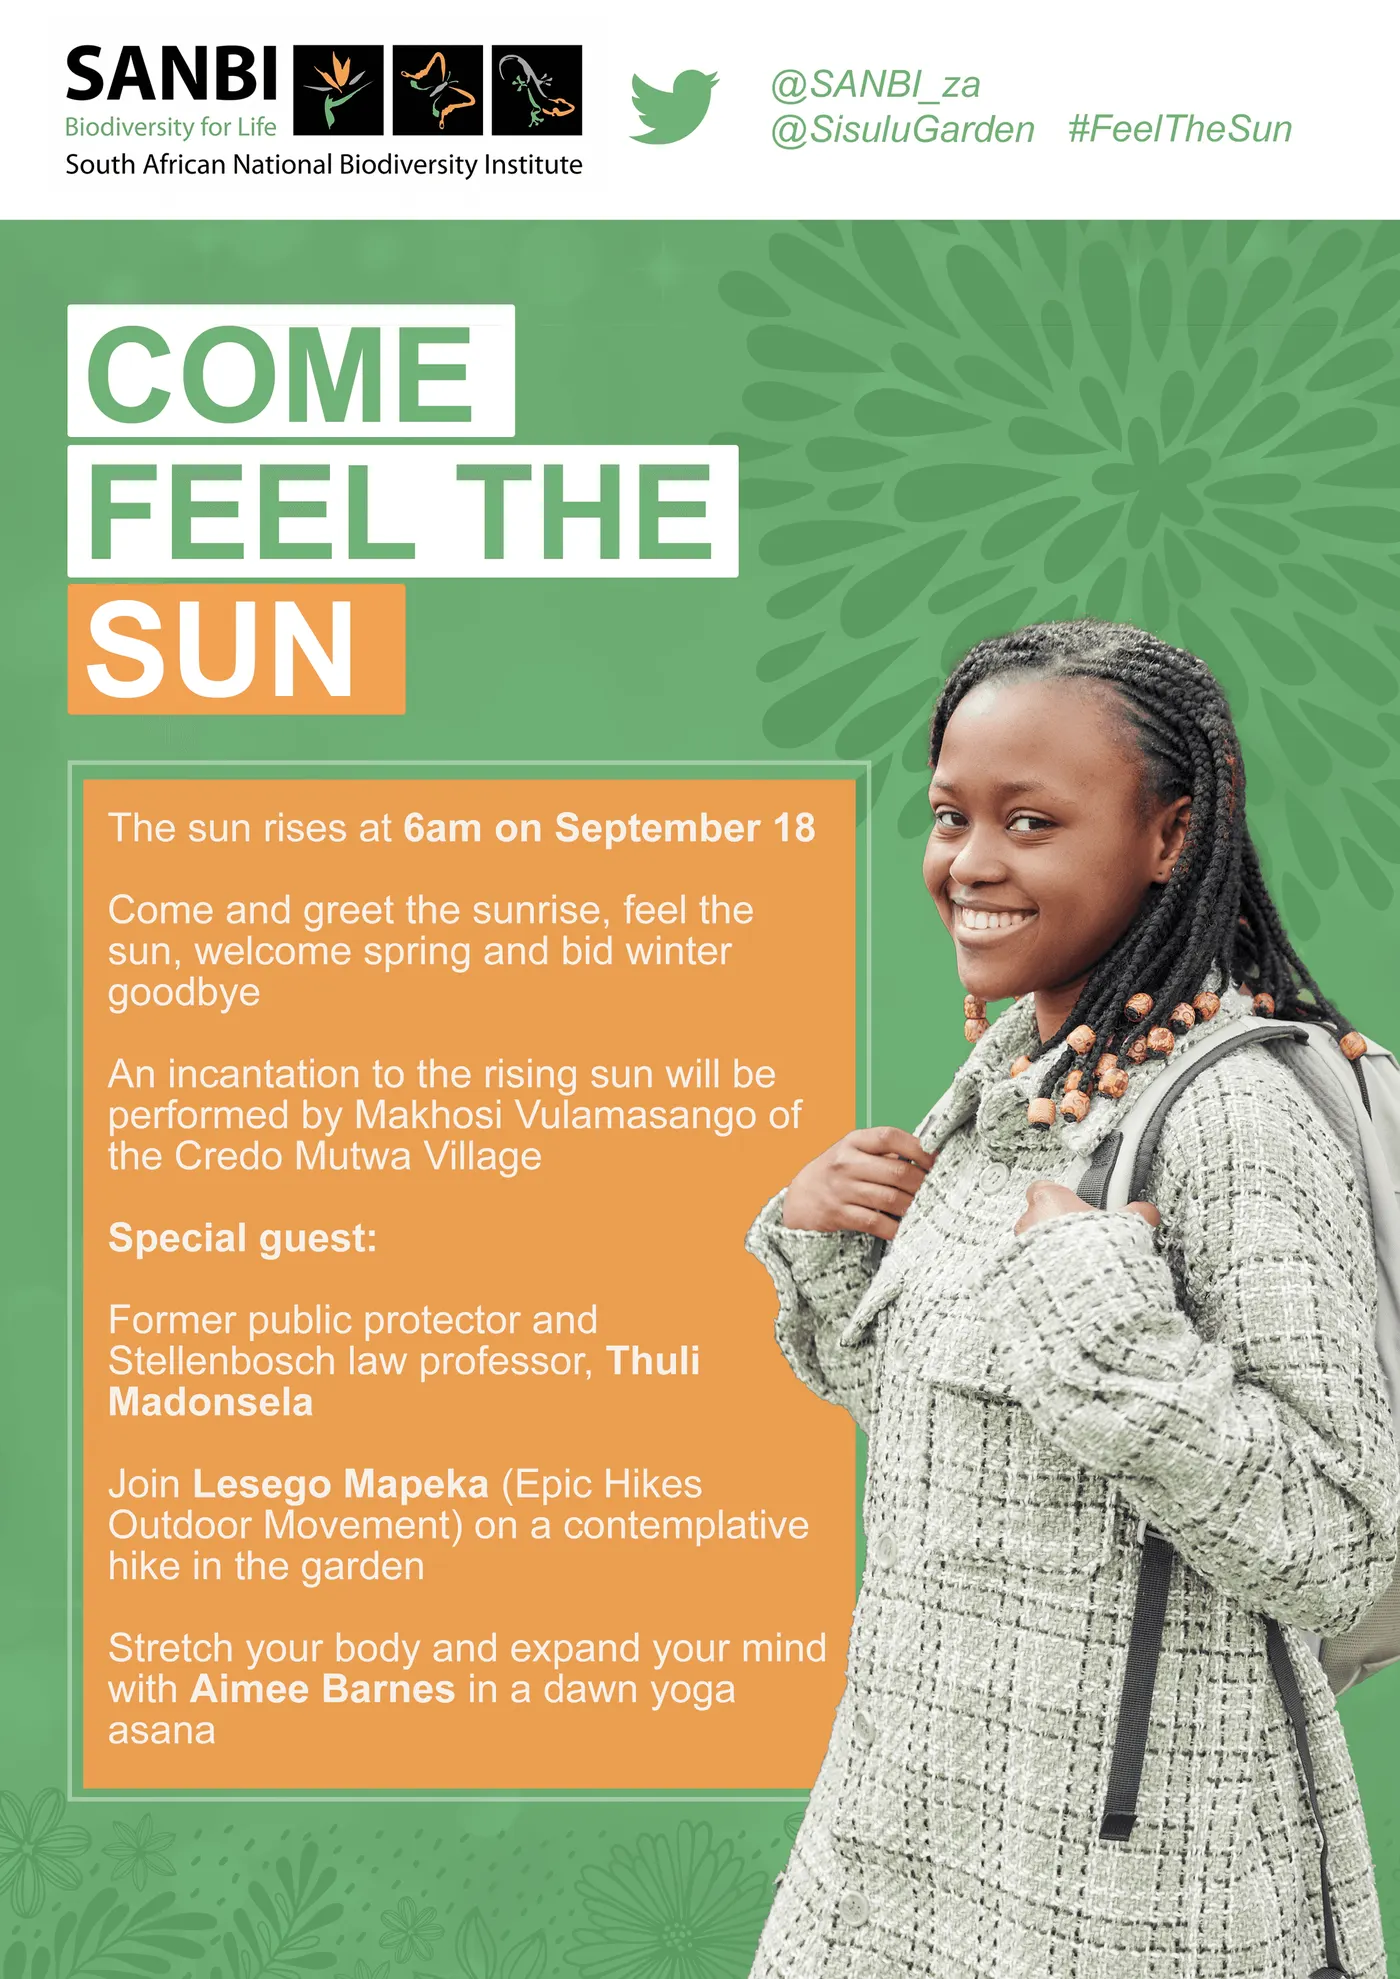 SANBI
Biodiversity for Life
South African National Biodiversity Institute
@SANBI_za
@SisuluGarden #FeelTheSun
COME
FEEL THE
SUN
The sun rises at 6am on September 18
Come and greet the sunrise, feel the
sun, welcome spring and bid winter
goodbye
An incantation to the rising sun will be
performed by Makhosi Vulamasango of
the Credo Mutwa Village
Special guest:
Former public protector and
Stellenbosch law professor, Thuli
Madonsela
Join Lesego Mapeka (Epic Hikes
Outdoor Movement) on a contemplative
hike in the garden
Stretch your body and expand your mind
with Aimee Barnes in a dawn yoga
asana